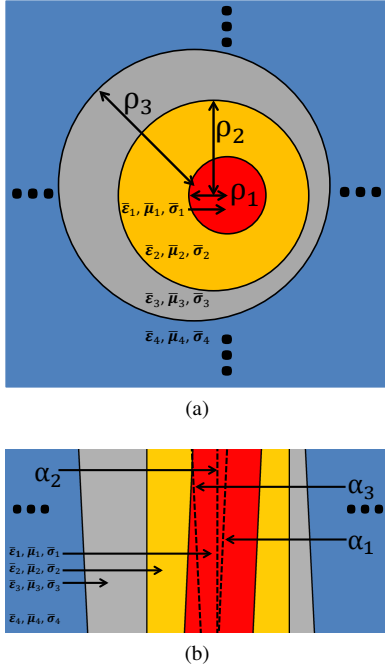 ρ₃
ρ₂
ρ₁
ε̄₁, μ̄₁, σ̄₁
ε̄₂, μ̄₂, σ̄₂
ε̄₃, μ̄₃, σ̄₃
ε̄₄, μ̄₄, σ̄₄
(a)
α₂
α₃
α₁
ε̄₁, μ̄₁, σ̄₁
ε̄₂, μ̄₂, σ̄₂
ε̄₃, μ̄₃, σ̄₃
ε̄₄, μ̄₄, σ̄₄
(b)